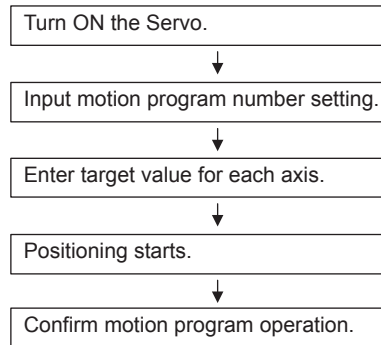 Turn ON the Servo.
Input motion program number setting.
Enter target value for each axis.
Positioning starts.
Confirm motion program operation.